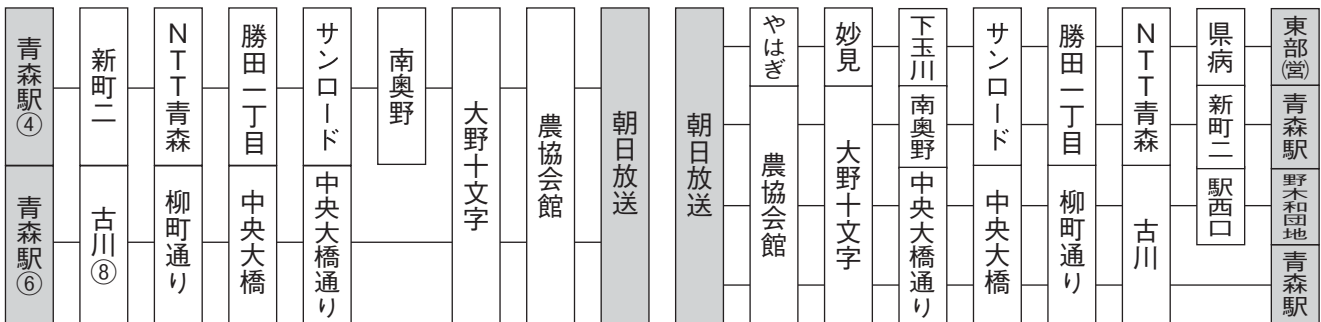 青森駅④
新町二
NTT青森
勝田一丁目
サンロード
南奥野
大野十文字
農協会館
朝日放送
青森駅⑥
古川⑧
柳町通り
中央大橋
中央大橋通り
朝日放送
やはぎ
妙見
下玉川
サンロード
勝田一丁目
NTT青森
県病
東部㈺
農協会館
大野十文字
南奥野
新町二
青森駅
中央大橋通り
中央大橋
柳町通り
古川
駅西口
野木和団地
青森駅